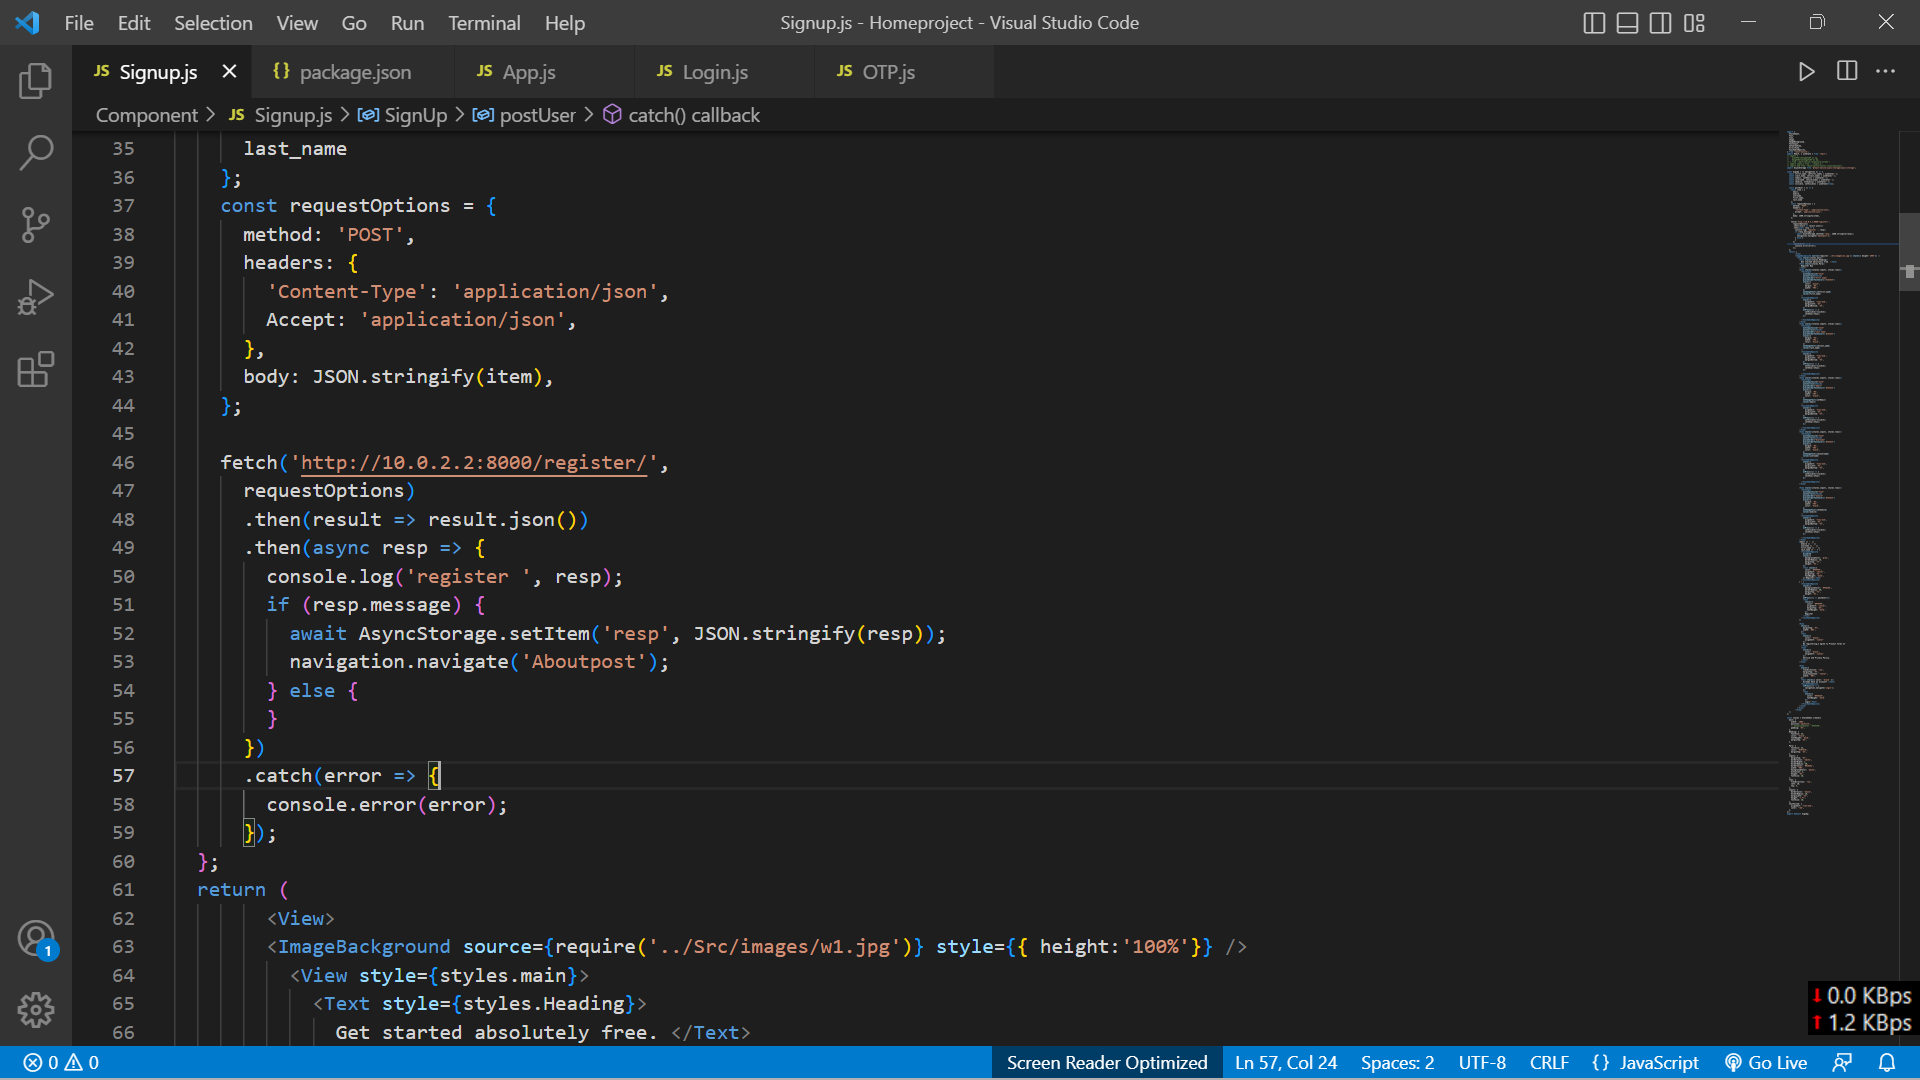 File Edit Selection View Go Run Terminal Help
Signup.js - Homeproject - Visual Studio Code
JS Signup.js
{} package.json
JS App.js
JS Login.js
JS OTP.js
Component > JS Signup.js > SignUp > postUser > catch() callback
35 last_name
36 };
37 const requestOptions = {
38 method: 'POST',
39 headers: {
40 'Content-Type': 'application/json',
41 Accept: 'application/json',
42 },
43 body: JSON.stringify(item),
44 };
45
46 fetch('http://10.0.2.2:8000/register/',
47 requestOptions)
48 .then(result => result.json())
49 .then(async resp => {
50 console.log('register ', resp);
51 if (resp.message) {
52 await AsyncStorage.setItem('resp', JSON.stringify(resp));
53 navigation.navigate('Aboutpost');
54 } else {
55 }
56 })
57 .catch(error => {
58 console.error(error);
59 });
60 };
61 return (
62 <View>
63 <ImageBackground source={require('../Src/images/w1.jpg')} style={{ height:'100%'}} />
64 <View style={styles.main}>
65 <Text style={styles.Heading}>
66 Get started absolutely free. </Text>
1
0.0 KBps
1.2 KBps
0 0
Screen Reader Optimized Ln 57, Col 24 Spaces: 2 UTF-8 CRLF {} JavaScript Go Live